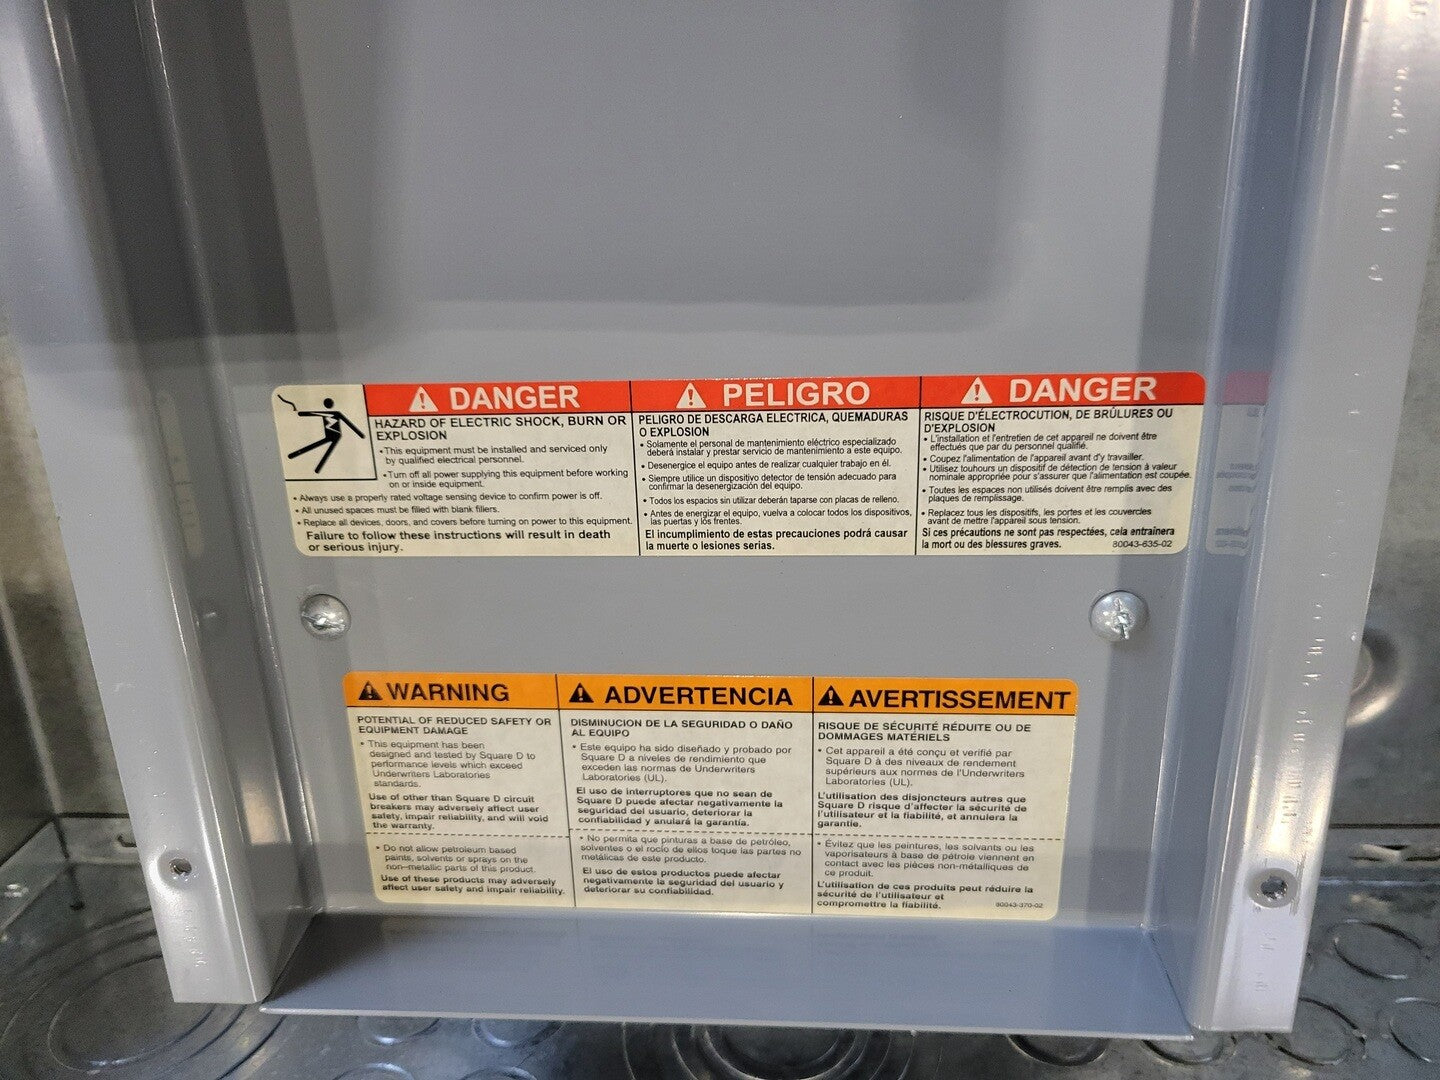 DANGER
HAZARD OF ELECTRIC SHOCK, BURN OR
EXPLOSION
• This equipment must be installed and serviced only
by qualified electrical personnel.
• Turn off all power supplying this equipment before working
on or inside equipment.
• Always use a properly rated voltage sensing device to confirm power is off.
• All unused spaces must be filled with blank fillers.
• Replace all devices, doors, and covers before turning on power to this equipment.
Failure to follow these instructions will result in death
or serious injury.
PELIGRO
PELIGRO DE DESCARGA ELECTRICA, QUEMADURAS
O EXPLOSION
• Solamente el personal de mantenimiento eléctrico especializado
deberá instalar y prestar servicio de mantenimiento a este equipo.
• Desenergice el equipo antes de realizar cualquier trabajo en él.
• Siempre utilice un dispositivo detector de tensión adecuado para
confirmar la desenergización del equipo.
• Todos los espacios sin utilizar deberán taparse con placas de relleno.
• Antes de energizar el equipo, vuelva a colocar todos los dispositivos,
las puertas y los frentes.
El incumplimiento de estas precauciones podrá causar
la muerte o lesiones serias.
DANGER
RISQUE D'ÉLECTROCUTION, DE BRÛLURES OU
D'EXPLOSION
• L'installation et l'entretien de cet appareil ne doivent être
effectués que par du personnel qualifié.
• Coupez l'alimentation de l'appareil avant d'y travailler.
• Utilisez touhours un dispositif de détection de tension à valeur
nominale appropriée pour s'assurer que l'alimentation est coupée.
• Toutes les espaces non utilisés doivent être remplis avec des
plaques de remplissage.
• Replacez tous les dispositifs, les portes et les couvercles
avant de mettre l'appareil sous tension.
Si ces précautions ne sont pas respectées, cela entraînera
la mort ou des blessures graves. 80043-635-02
WARNING
POTENTIAL OF REDUCED SAFETY OR
EQUIPMENT DAMAGE
• This equipment has been
designed and tested by Square D to
performance levels which exceed
Underwriters Laboratories
standards.
Use of other than Square D circuit
breakers may adversely affect user
safety, impair reliability, and will void
the warranty.
• Do not allow petroleum based
paints, solvents or sprays on the
non-metallic parts of this product.
Use of these products may adversely
affect user safety and impair reliability.
ADVERTENCIA
DISMINUCION DE LA SEGURIDAD O DAÑO
AL EQUIPO
• Este equipo ha sido diseñado y probado por
Square D a niveles de rendimiento que
exceden las normas de Underwriters
Laboratories (UL).
El uso de interruptores que no sean de
Square D puede afectar negativamente la
seguridad del usuario, deteriorar la
confiabilidad y anulará la garantía.
• No permita que pinturas a base de petróleo,
solventes o el rocío de ellos toque las partes no
metálicas de este producto.
El uso de estos productos puede afectar
negativamente la seguridad del usuario y
deteriorar su confiabilidad.
AVERTISSEMENT
RISQUE DE SÉCURITÉ RÉDUITE OU DE
DOMMAGES MATÉRIELS
• Cet appareil a été conçu et verifié par
Square D à des niveaux de rendement
supérieurs aux normes de l'Underwriters
Laboratories (UL).
L'utilisation des disjoncteurs autres que
Square D risque d'affecter la sécurité de
l'utilisateur et la fiabilité, et annulera la
garantie.
• Évitez que les peintures, les solvants ou les
vaporisateurs à base de pétrole viennent en
contact avec les pièces non-métalliques de
ce produit.
L'utilisation de ces produits peut réduire la
sécurité de l'utilisateur et
compromettre la fiabilité. 80043-370-02